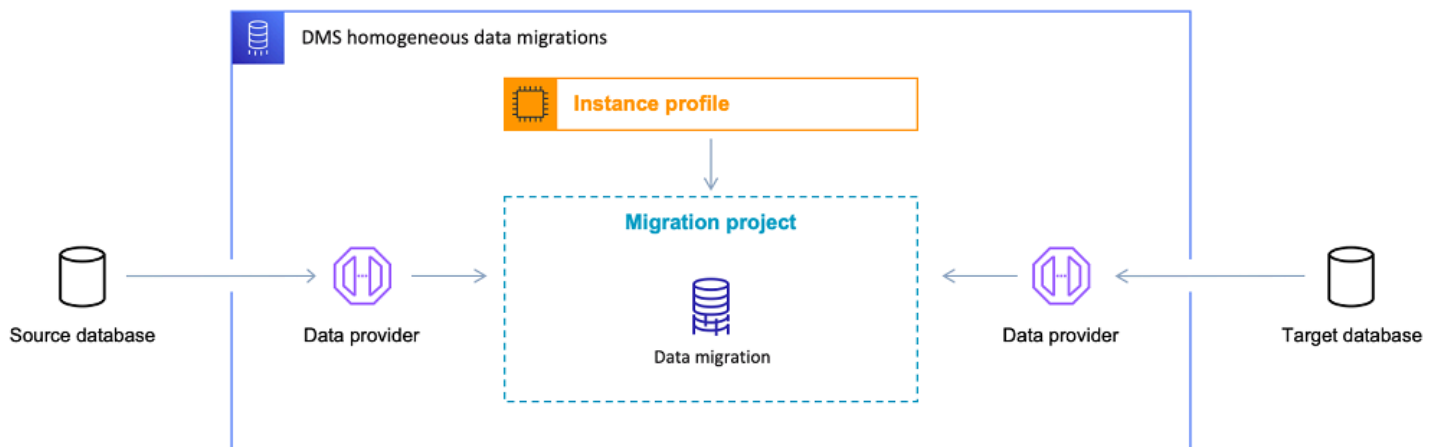 DMS homogeneous data migrations
Instance profile
Migration project
Source database
Data provider
Data migration
Data provider
Target database